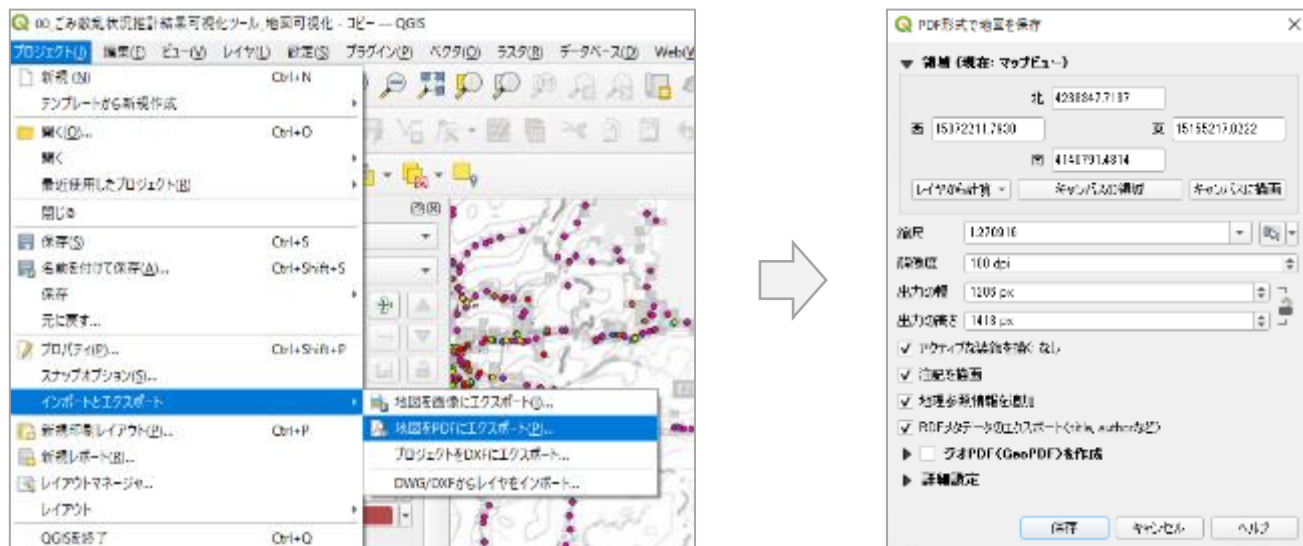 00_ごみ散乱状況推計結果可視化ツール_地図可視化 - コピー — QGIS
プロジェクト(J) 編集(E) ビュー(V) レイヤ(L) 設定(S) プラグイン(P) ベクタ(O) ラスタ(R) データベース(D) Web(W
新規(N) Ctrl+N
テンプレートから新規作成
開く(O)... Ctrl+O
開く
最近使用したプロジェクト(R)
閉じる
保存(S) Ctrl+S
名前を付けて保存(A)... Ctrl+Shift+S
保存
元に戻す...
プロパティ(P)... Ctrl+Shift+P
スナップオプション(S)...
インポートとエクスポート
新規印刷レイアウト(P)... Ctrl+P
新規レポート(R)...
レイアウトマネージャ...
レイアウト
QGISを終了 Ctrl+Q
地図を画像にエクスポート(I)...
地図をPDFにエクスポート(P)...
プロジェクトをDXFにエクスポート...
DWG/DXFからレイヤをインポート...
PDF形式で地図を保存
領域 (現在: マップビュー)
北
西 東
南
レイヤから計算 キャンバスの領域 キャンバスに描画
縮尺 1:270916
解像度 100 dpi
出力の幅 1206 px
出力の高さ 1418 px
アクティブな装飾を描く なし
注記を描画
地理参照情報を追加
RDFメタデータのエクスポート(title, authorなど)
ジオPDF(GeoPDF)を作成
詳細設定
保存 キャンセル ヘルプ